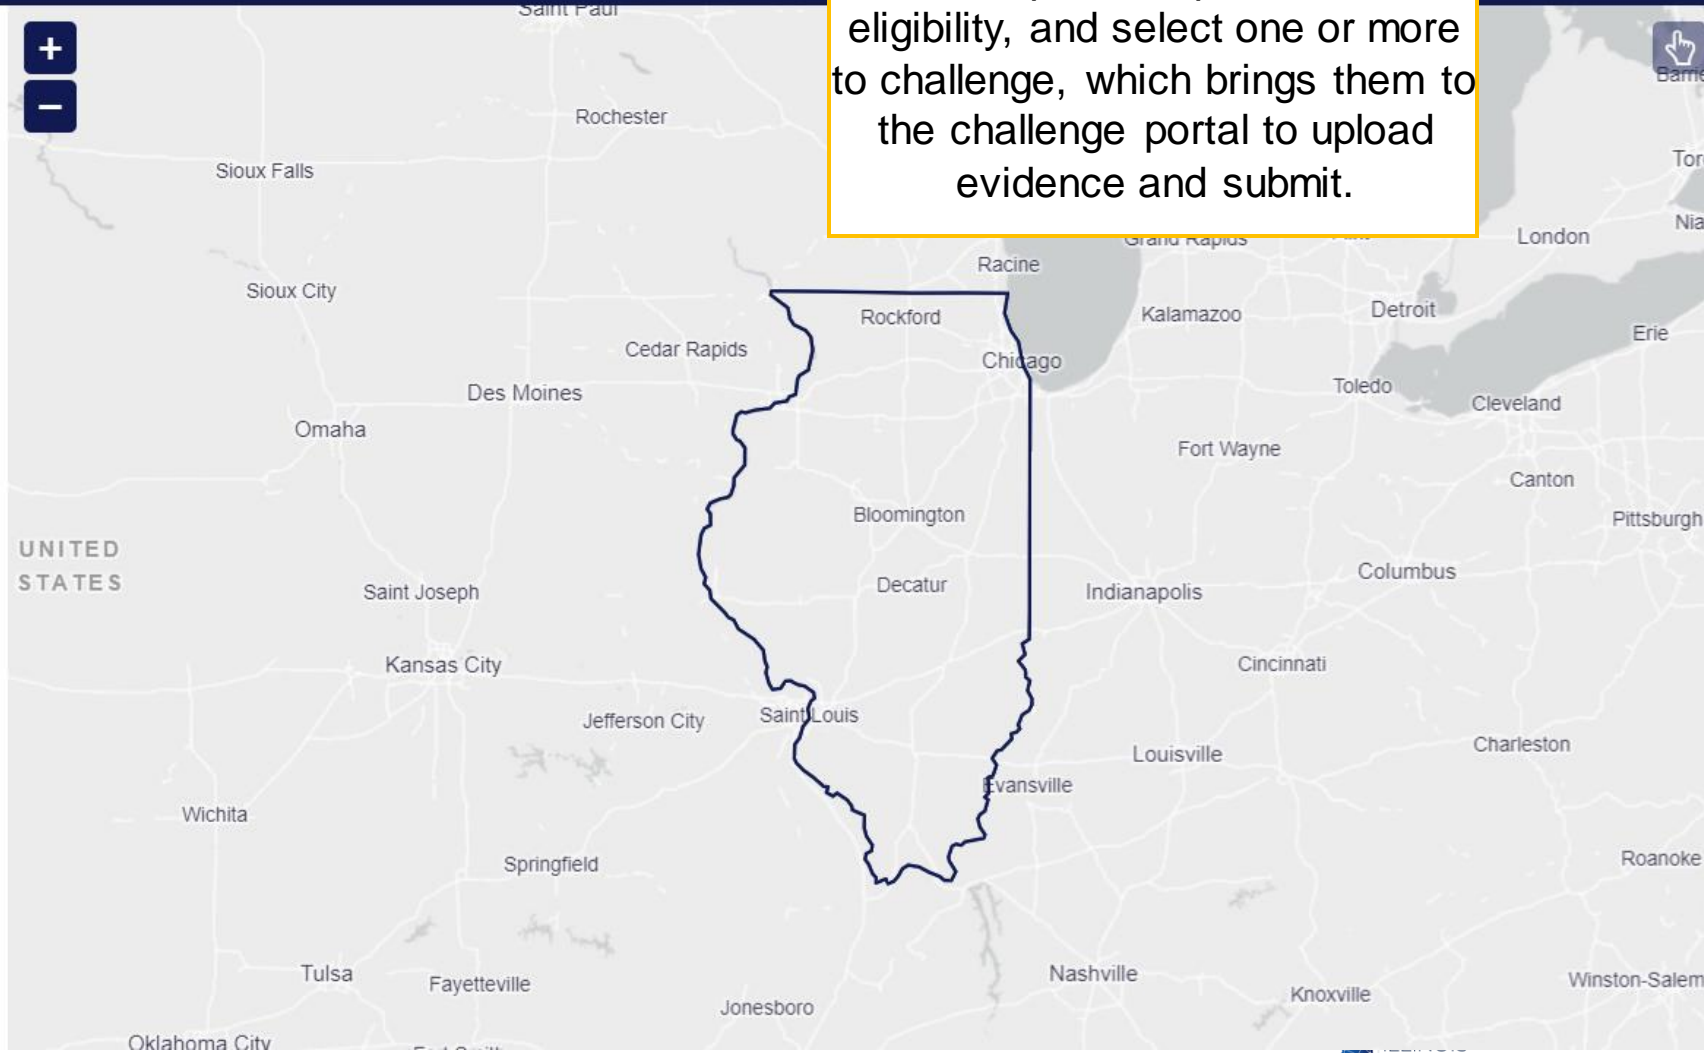 Saint Paul
eligibility, and select one or more
to challenge, which brings them to
the challenge portal to upload
evidence and submit.
+
−
Rochester
Sioux Falls
London
Grand Rapids
Racine
Sioux City
Rockford
Kalamazoo
Detroit
Erie
Cedar Rapids
Chicago
Des Moines
Toledo
Cleveland
Omaha
Fort Wayne
Canton
Bloomington
Pittsburgh
UNITED
STATES
Saint Joseph
Decatur
Indianapolis
Columbus
Kansas City
Cincinnati
Jefferson City
Saint Louis
Louisville
Charleston
Evansville
Wichita
Springfield
Roanoke
Tulsa
Fayetteville
Nashville
Knoxville
Winston-Salem
Jonesboro
Oklahoma City